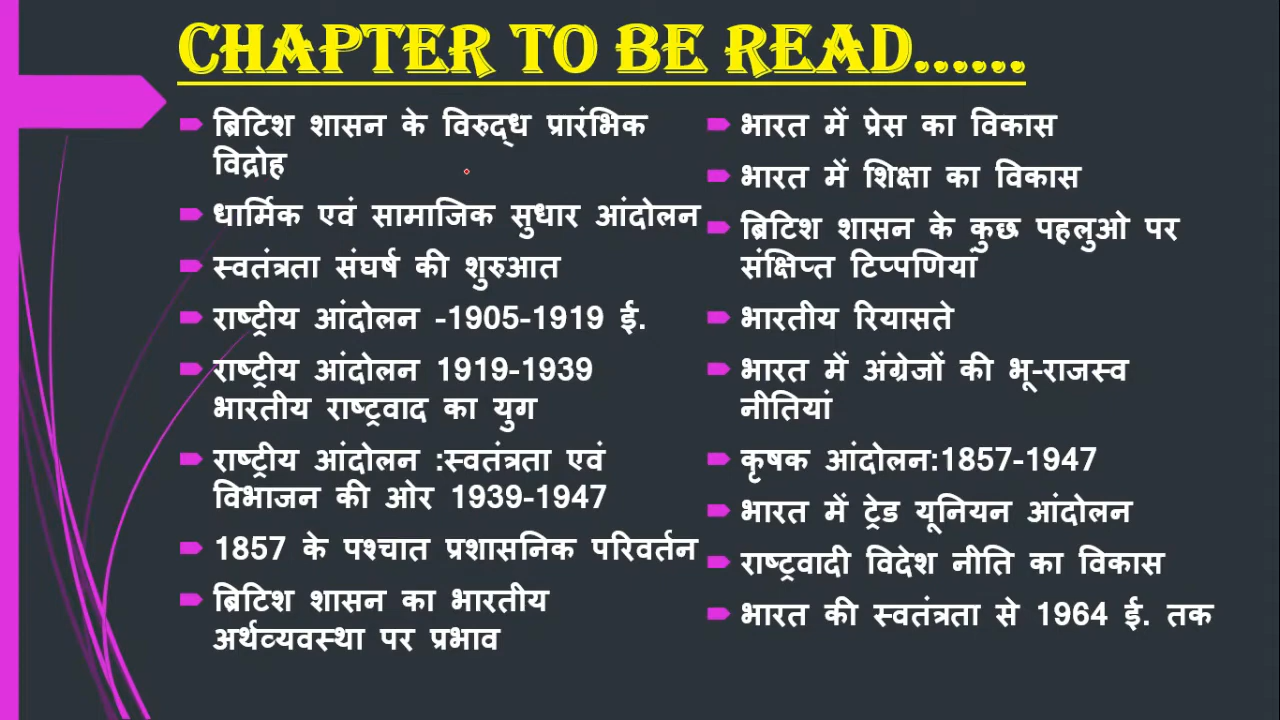 CHAPTER TO BE READ......
ब्रिटिश शासन के विरुद्ध प्रारंभिक
विद्रोह
धार्मिक एवं सामाजिक सुधार आंदोलन
स्वतंत्रता संघर्ष की शुरुआत
राष्ट्रीय आंदोलन -1905-1919 ई.
राष्ट्रीय आंदोलन 1919-1939
भारतीय राष्ट्रवाद का युग
राष्ट्रीय आंदोलन :स्वतंत्रता एवं
विभाजन की ओर 1939-1947
1857 के पश्चात प्रशासनिक परिवर्तन
ब्रिटिश शासन का भारतीय
अर्थव्यवस्था पर प्रभाव
भारत में प्रेस का विकास
भारत में शिक्षा का विकास
ब्रिटिश शासन के कुछ पहलुओ पर
संक्षिप्त टिप्पणियां
भारतीय रियासते
भारत में अंग्रेजों की भू-राजस्व
नीतियां
कृषक आंदोलन:1857-1947
भारत में ट्रेड यूनियन आंदोलन
राष्ट्रवादी विदेश नीति का विकास
भारत की स्वतंत्रता से 1964 ई. तक